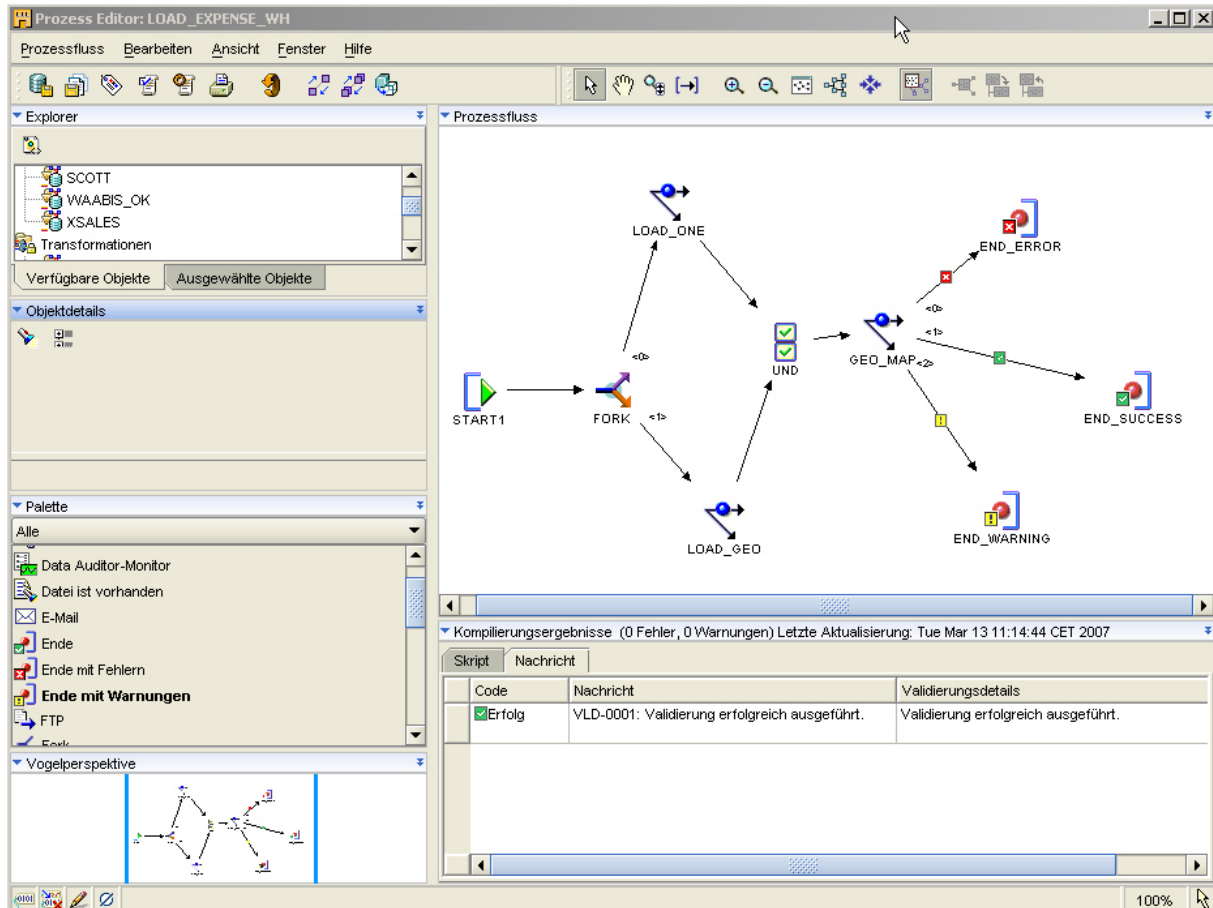 Prozess Editor: LOAD_EXPENSE_WH
Prozessfluss Bearbeiten Ansicht Fenster Hilfe
Explorer
SCOTT
WAABIS_OK
XSALES
Transformationen
Verfügbare Objekte Ausgewählte Objekte
Objektdetails
Palette
Alle
Data Auditor-Monitor
Datei ist vorhanden
E-Mail
Ende
Ende mit Fehlern
Ende mit Warnungen
FTP
Fork
Vogelperspektive
Prozessfluss
LOAD_ONE
END_ERROR
<0>
<1>
UND
GEO_MAP
<2>
<0>
START1
FORK
<1>
END_SUCCESS
LOAD_GEO
END_WARNING
Kompilierungsergebnisse (0 Fehler, 0 Warnungen) Letzte Aktualisierung: Tue Mar 13 11:14:44 CET 2007
Skript Nachricht
Code Nachricht Validierungsdetails
Erfolg VLD-0001: Validierung erfolgreich ausgeführt. Validierung erfolgreich ausgeführt.
100%